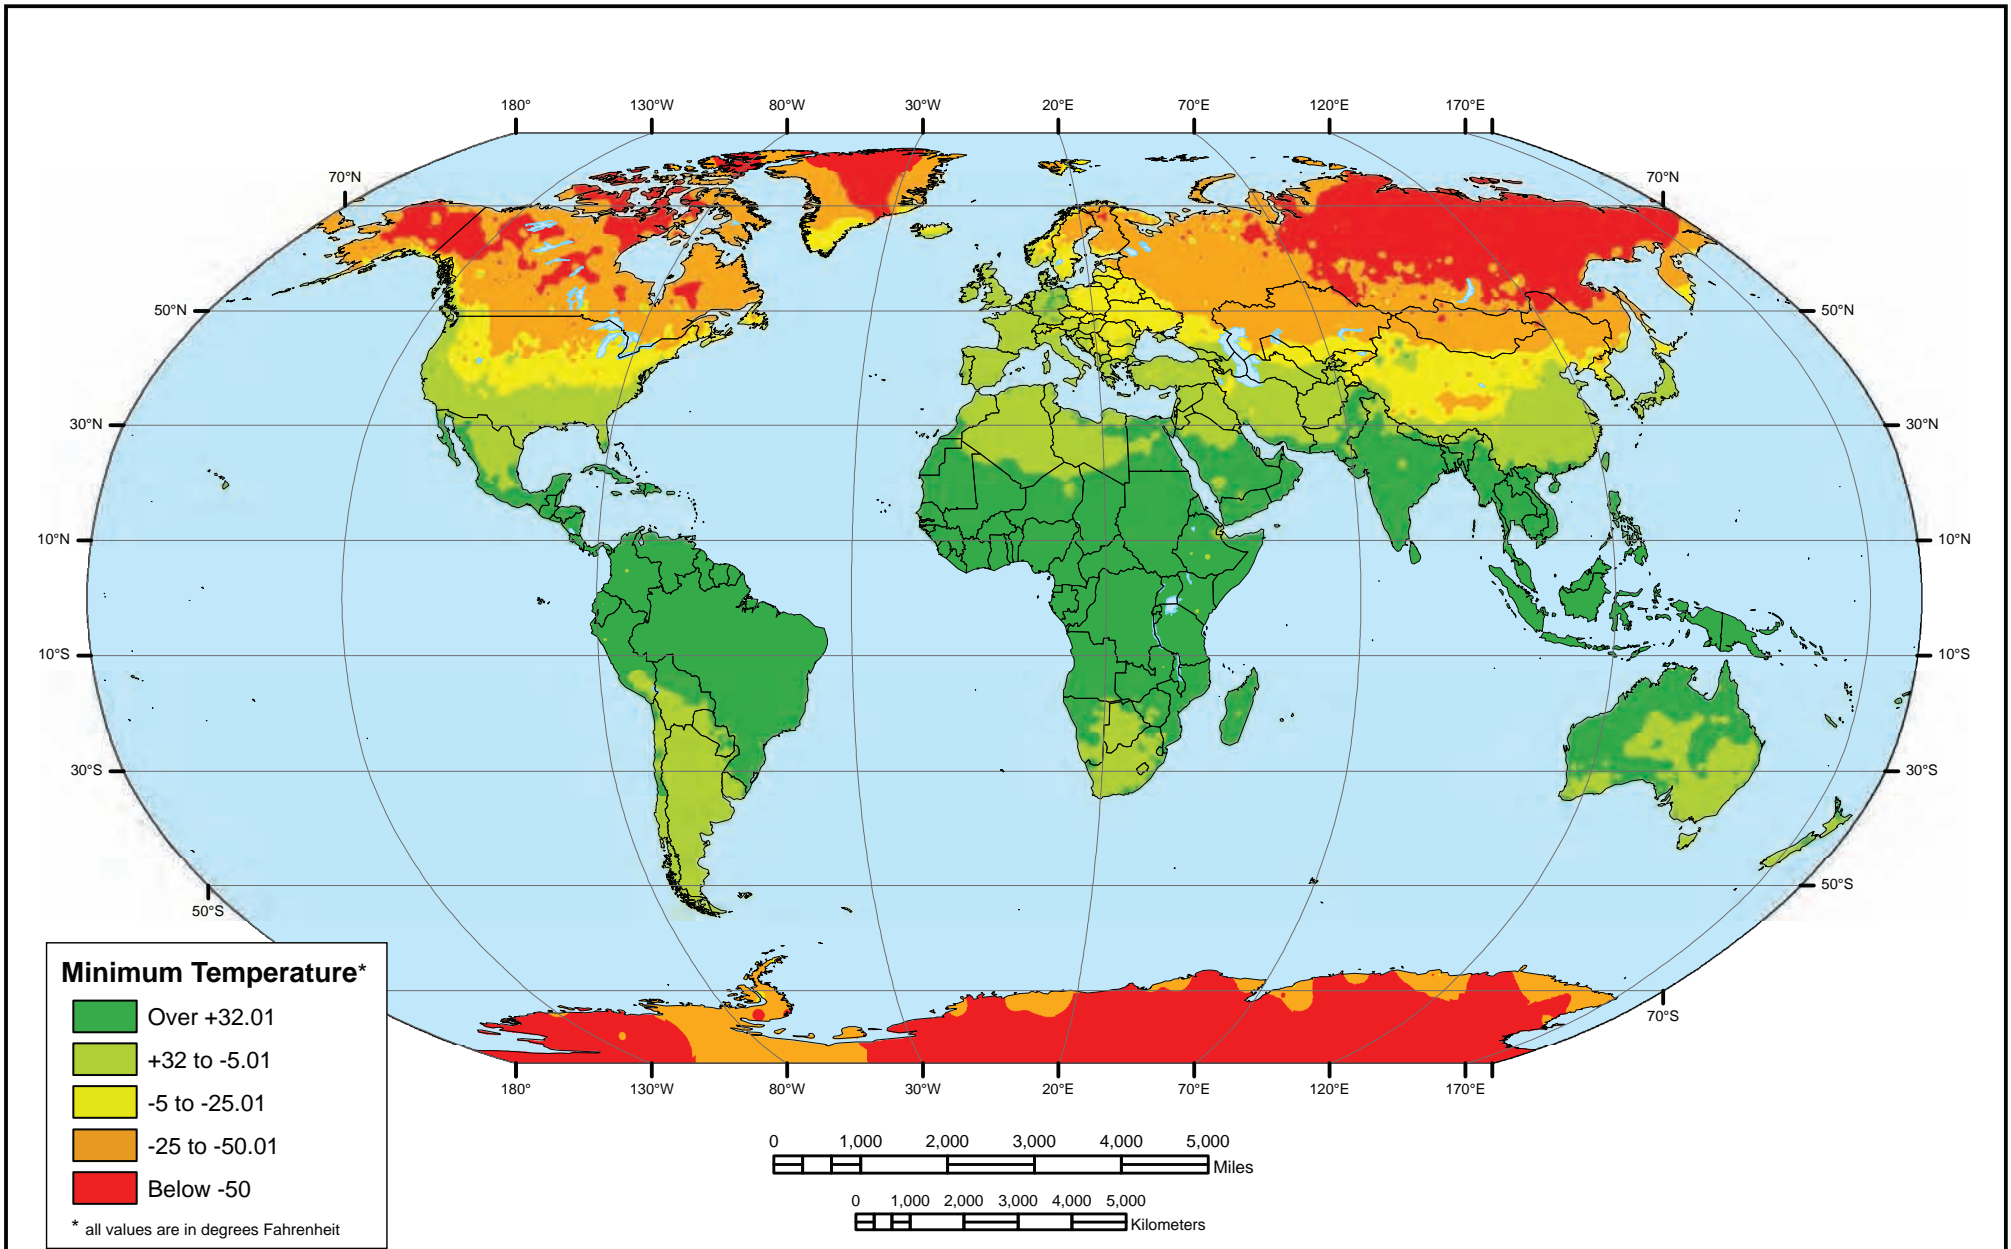 180° 130°W 80°W 30°W 20°E 70°E 120°E 170°E
70°N 70°N
50°N 50°N
30°N 30°N
10°N 10°N
10°S 10°S
30°S 30°S
50°S 50°S
70°S
180° 130°W 80°W 30°W 20°E 70°E 120°E 170°E
Minimum Temperature*
Over +32.01
+32 to -5.01
-5 to -25.01
-25 to -50.01
Below -50
* all values are in degrees Fahrenheit
0 1,000 2,000 3,000 4,000 5,000
Miles
0 1,000 2,000 3,000 4,000 5,000
Kilometers